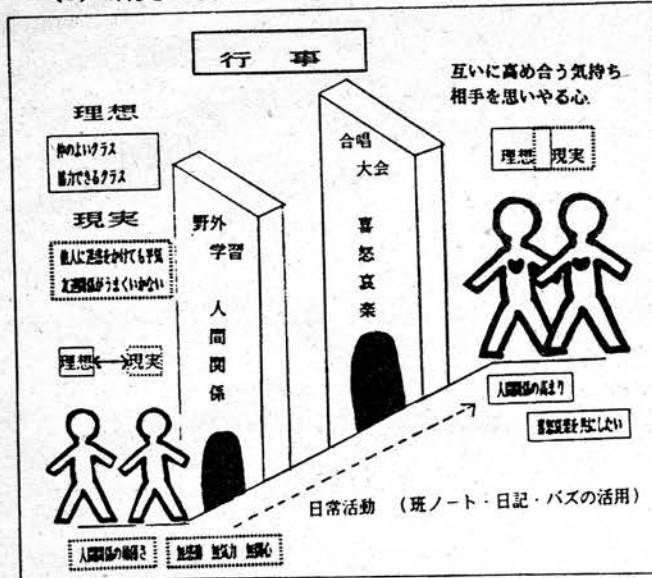 行事
理想
仲のよいクラス
協力できるクラス
現実
他人に迷惑をかけても平気
友達関係がうまくいかない
理想
現実
野外
学習
人間関係
合唱
大会
喜怒哀楽
互いに高め合う気持ち
相手を思いやる心
理想
現実
人間関係の高まり
喜怒哀楽を共にしたい
日常活動 (班ノート・日記・バズの活用)
人間関係の
無感動 無気力 無関心